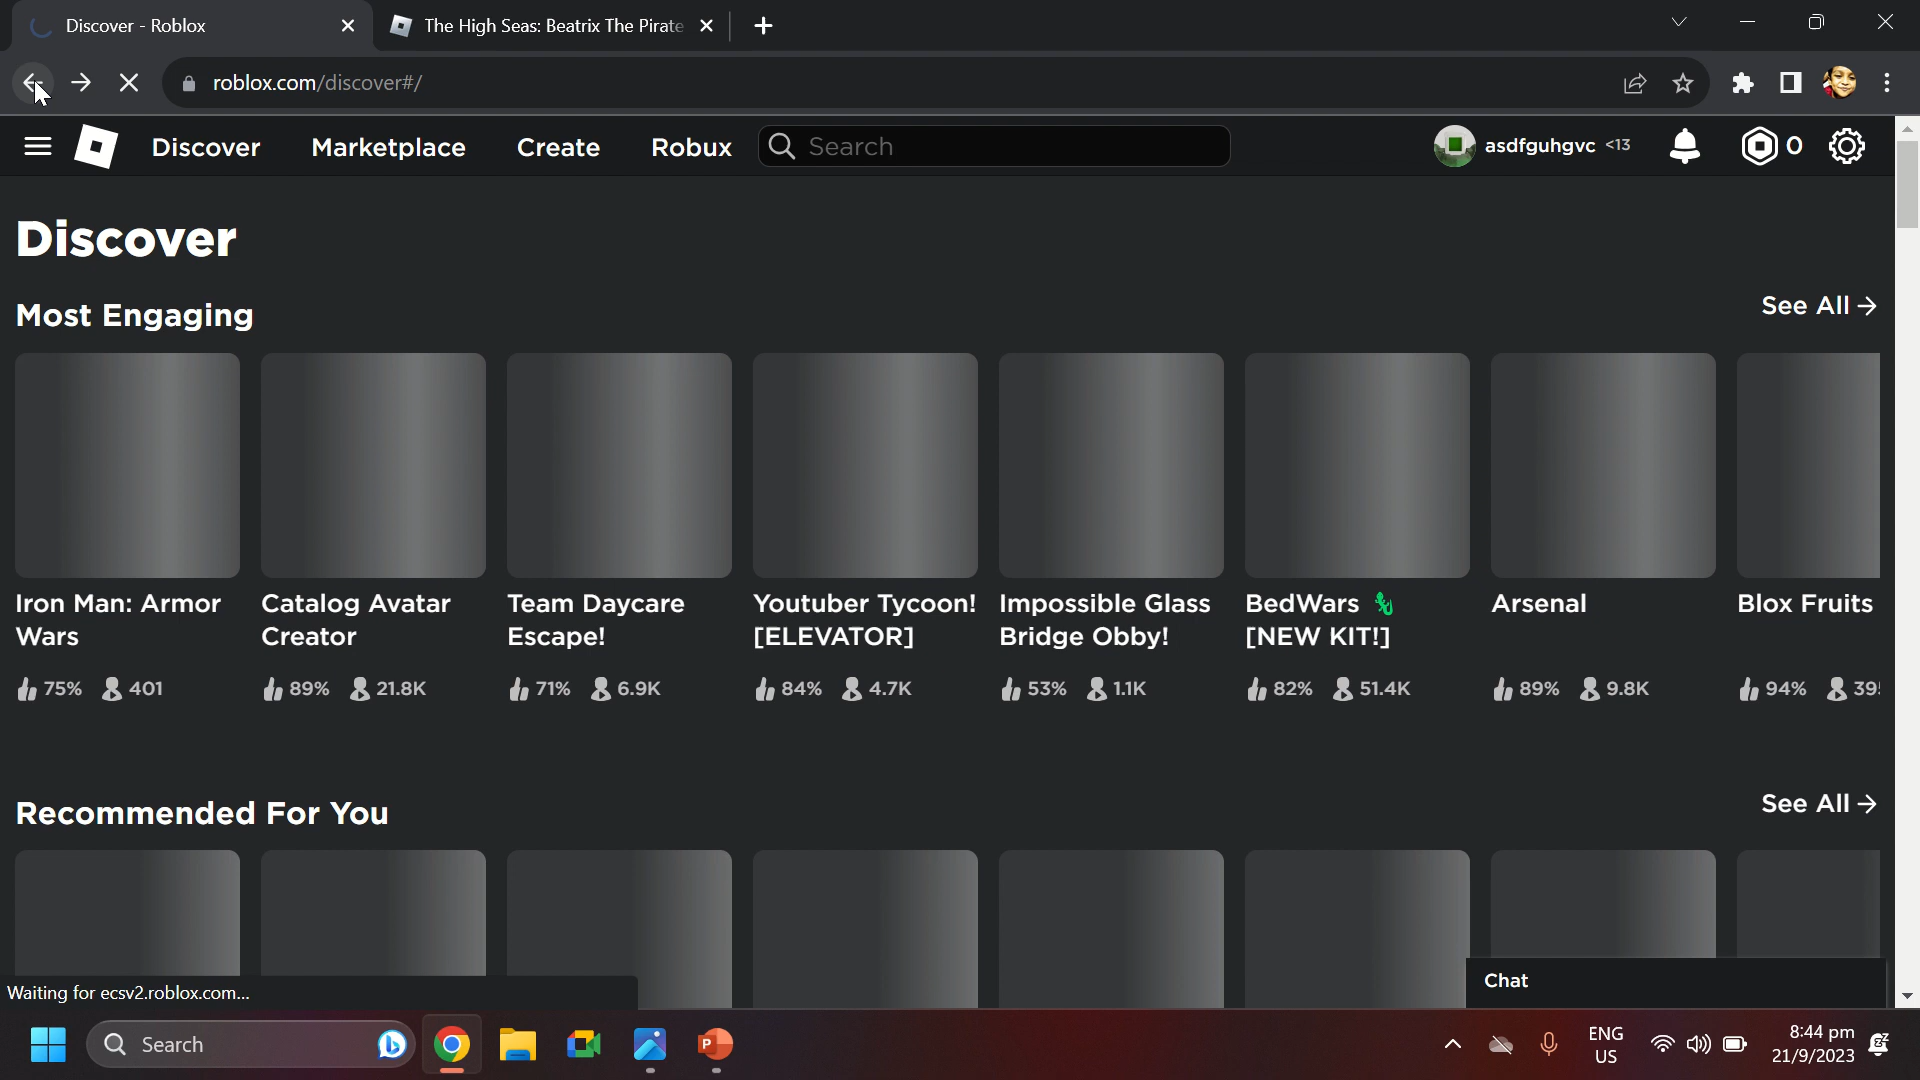 Discover - Roblox
The High Seas: Beatrix The Pirate
roblox.com/discover#/
Discover Marketplace Create Robux Search asdfguhgvc <13 0
Discover
Most Engaging See All
Iron Man: Armor Wars
75% 401
Catalog Avatar Creator
89% 21.8K
Team Daycare Escape!
71% 6.9K
Youtuber Tycoon! [ELEVATOR]
84% 4.7K
Impossible Glass Bridge Obby!
53% 1.1K
BedWars 🦎 [NEW KIT!]
82% 51.4K
Arsenal
89% 9.8K
Blox Fruits
94%
Recommended For You See All
Waiting for ecsv2.roblox.com...
Chat
Search
ENG
US
8:44 pm
21/9/2023